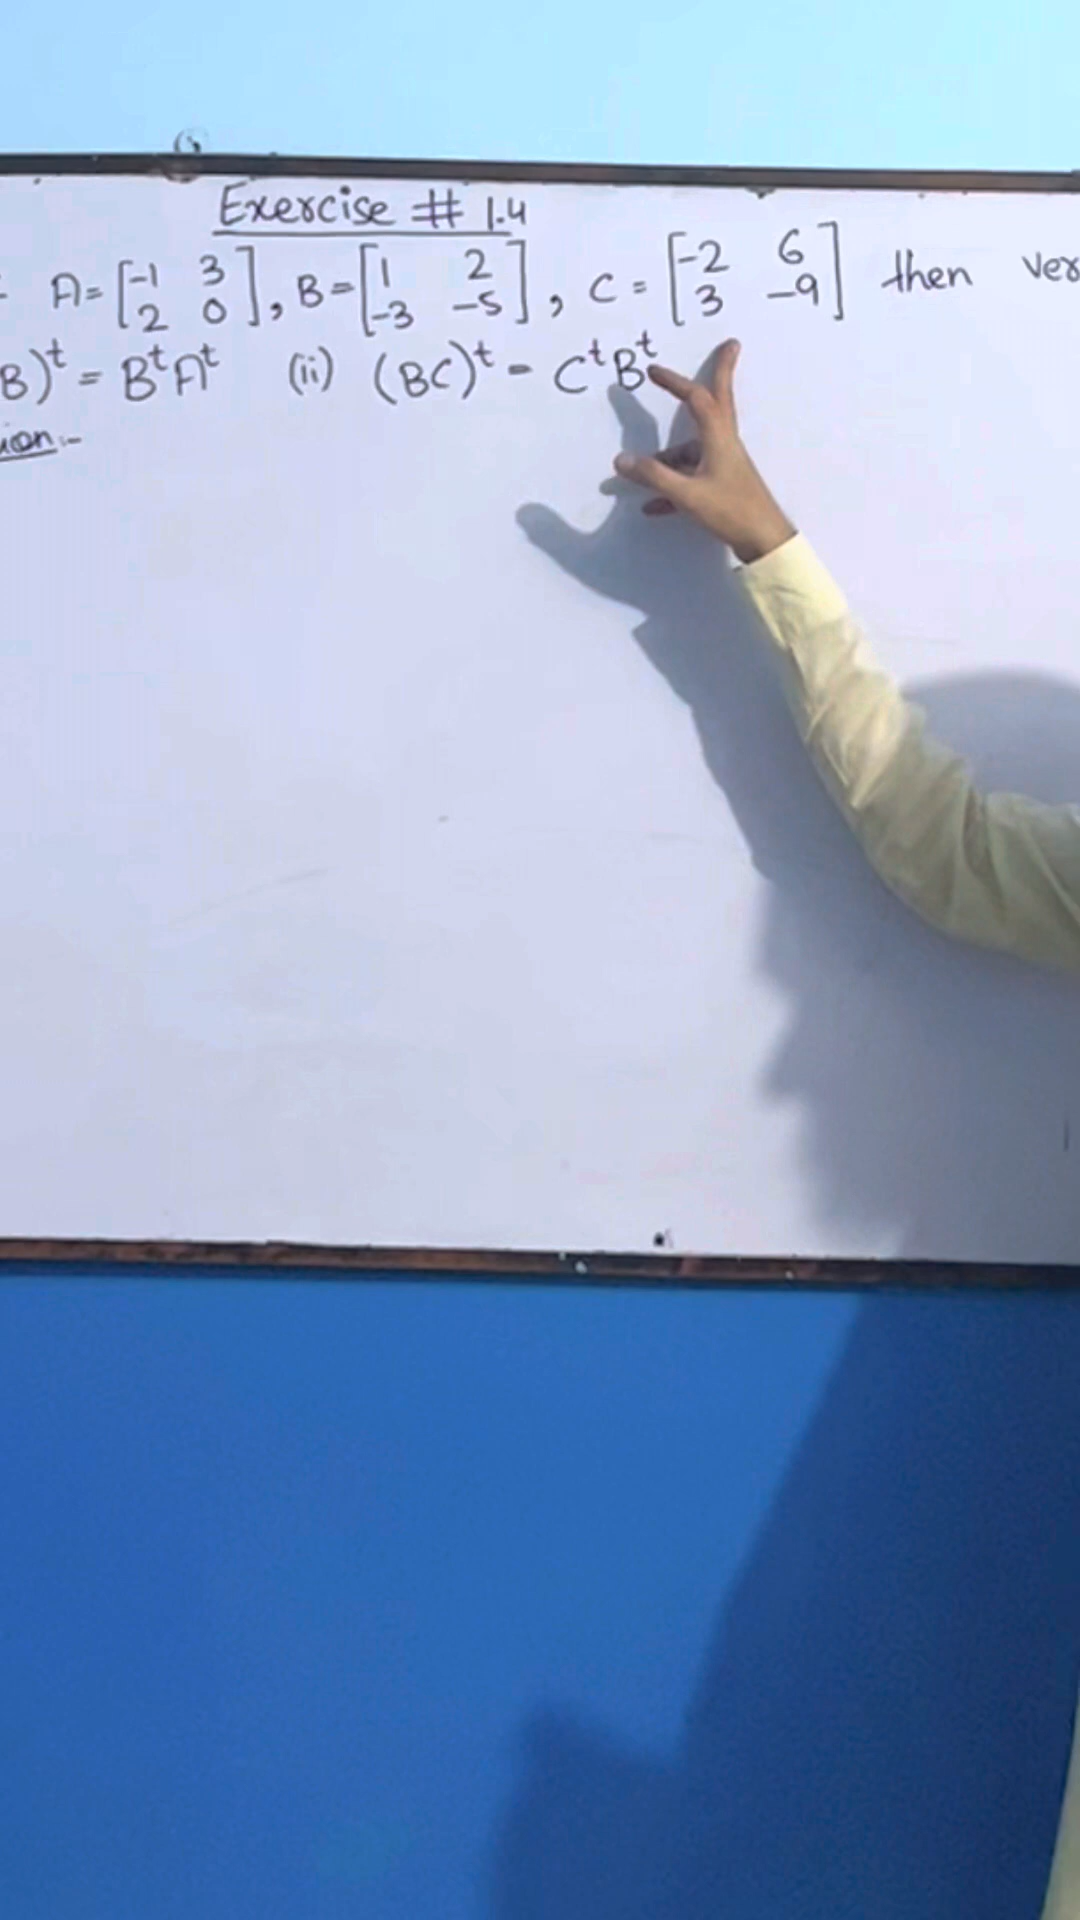 Exercise # 1.4
A = [-1 3 2 0], B = [1 2 -3 -5], C = [-2 6 3 -9] then ver
B)ᵗ = BᵗAᵗ (ii) (BC)ᵗ = CᵗBᵗ
ion:-